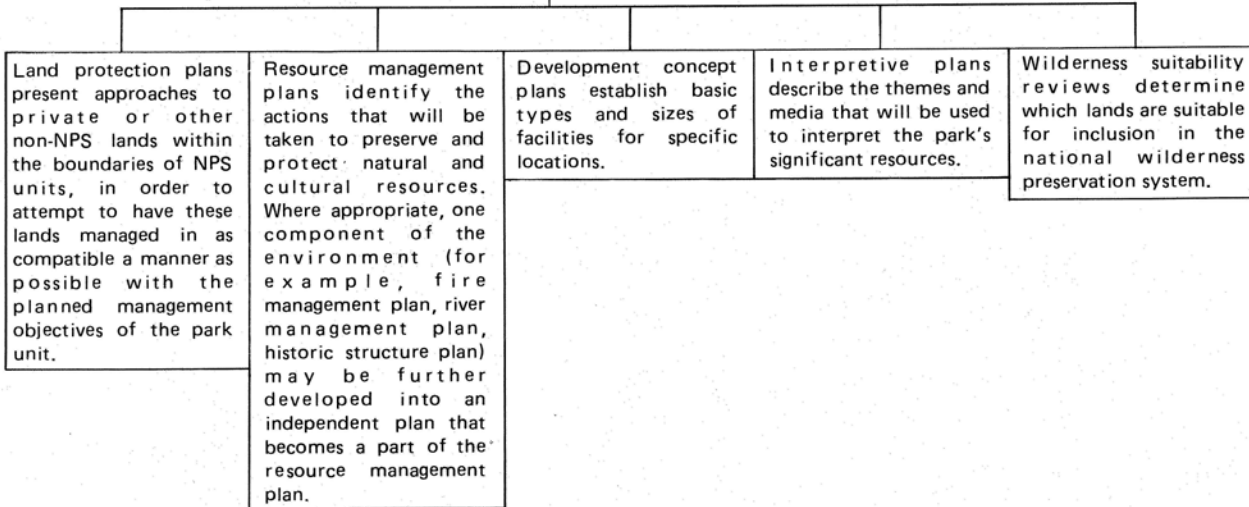 Land protection plans
present approaches to
private or other
non-NPS lands within
the boundaries of NPS
units, in order to
attempt to have these
lands managed in as
compatible a manner as
possible with the
planned management
objectives of the park
unit.
Resource management
plans identify the
actions that will be
taken to preserve and
protect natural and
cultural resources.
Where appropriate, one
component of the
environment (for
example, fire
management plan, river
management plan,
historic structure plan)
may be further
developed into an
independent plan that
becomes a part of the
resource management
plan.
Development concept
plans establish basic
types and sizes of
facilities for specific
locations.
Interpretive plans
describe the themes and
media that will be used
to interpret the park's
significant resources.
Wilderness suitability
reviews determine
which lands are suitable
for inclusion in the
national wilderness
preservation system.